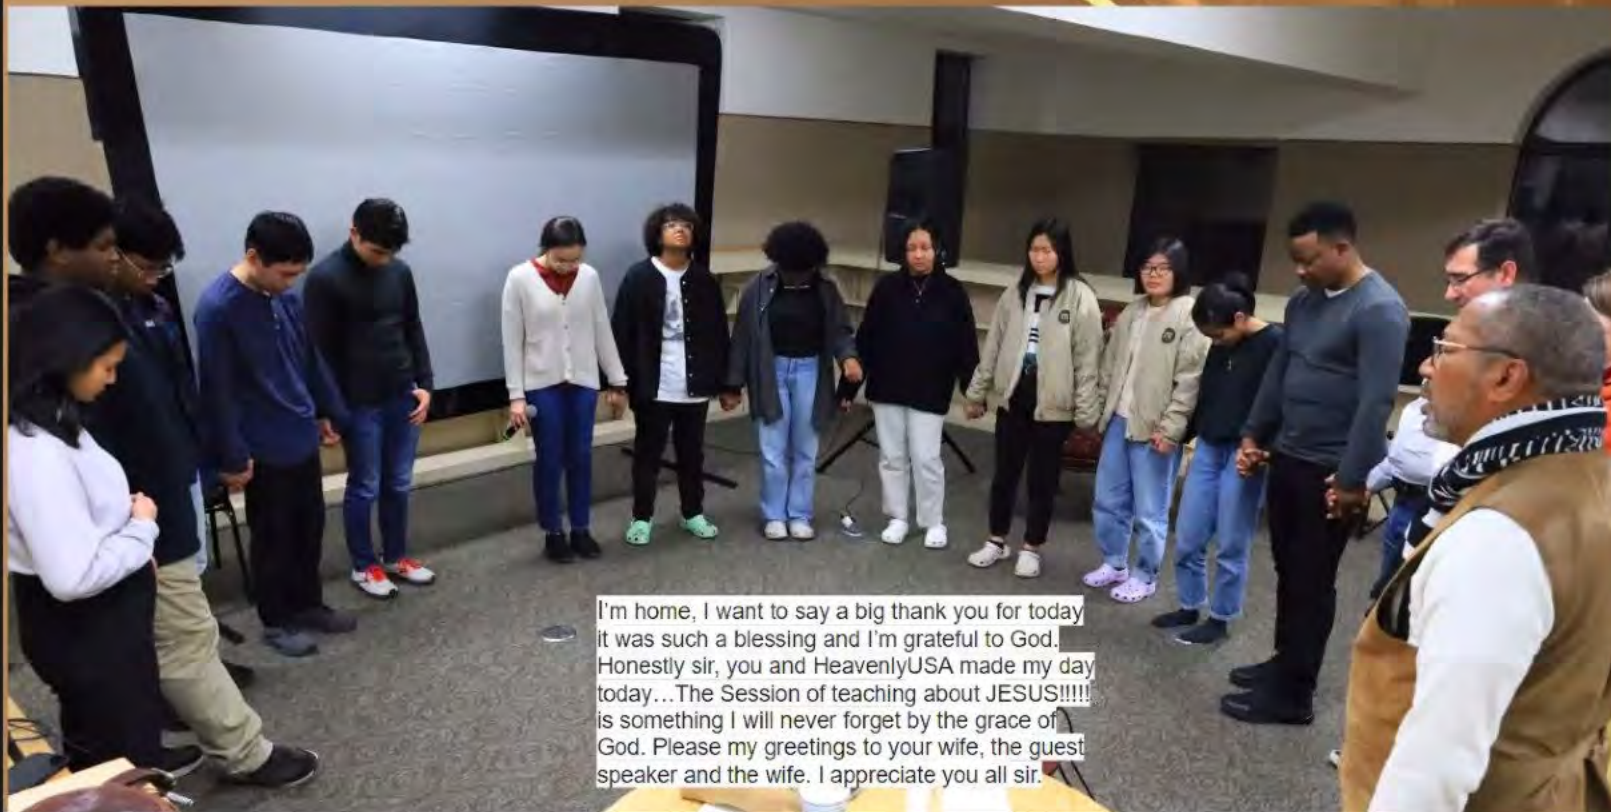 I'm home, I want to say a big thank you for today
it was such a blessing and I'm grateful to God.
Honestly sir, you and HeavenlyUSA made my day
today…The Session of teaching about JESUS!!!!!
is something I will never forget by the grace of
God. Please my greetings to your wife, the guest
speaker and the wife. I appreciate you all sir.